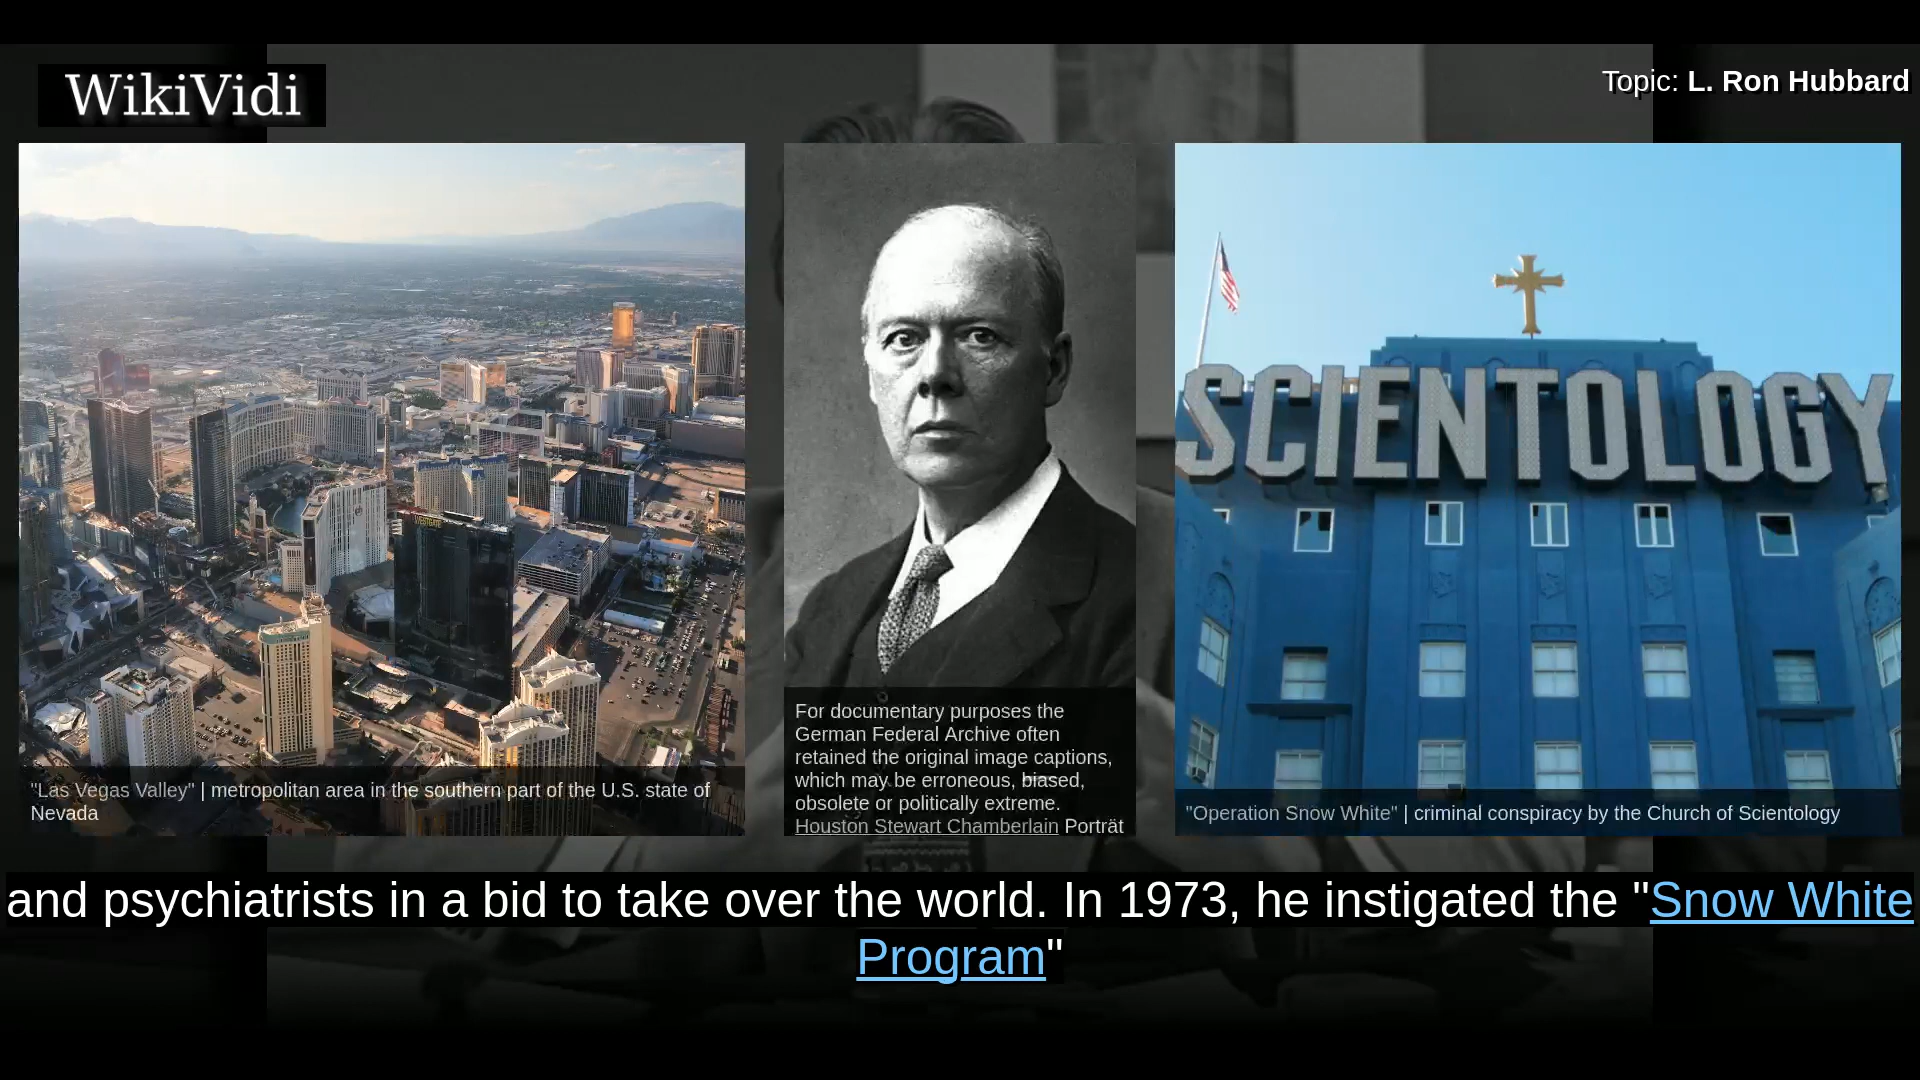 WikiVidi
Topic: L. Ron Hubbard
WESTGATE
SCIENTOLOGY
"Las Vegas Valley" | metropolitan area in the southern part of the U.S. state of
Nevada
For documentary purposes the
German Federal Archive often
retained the original image captions,
which may be erroneous, biased,
obsolete or politically extreme.
Houston Stewart Chamberlain Porträt
"Operation Snow White" | criminal conspiracy by the Church of Scientology
and psychiatrists in a bid to take over the world. In 1973, he instigated the "Snow White
Program"